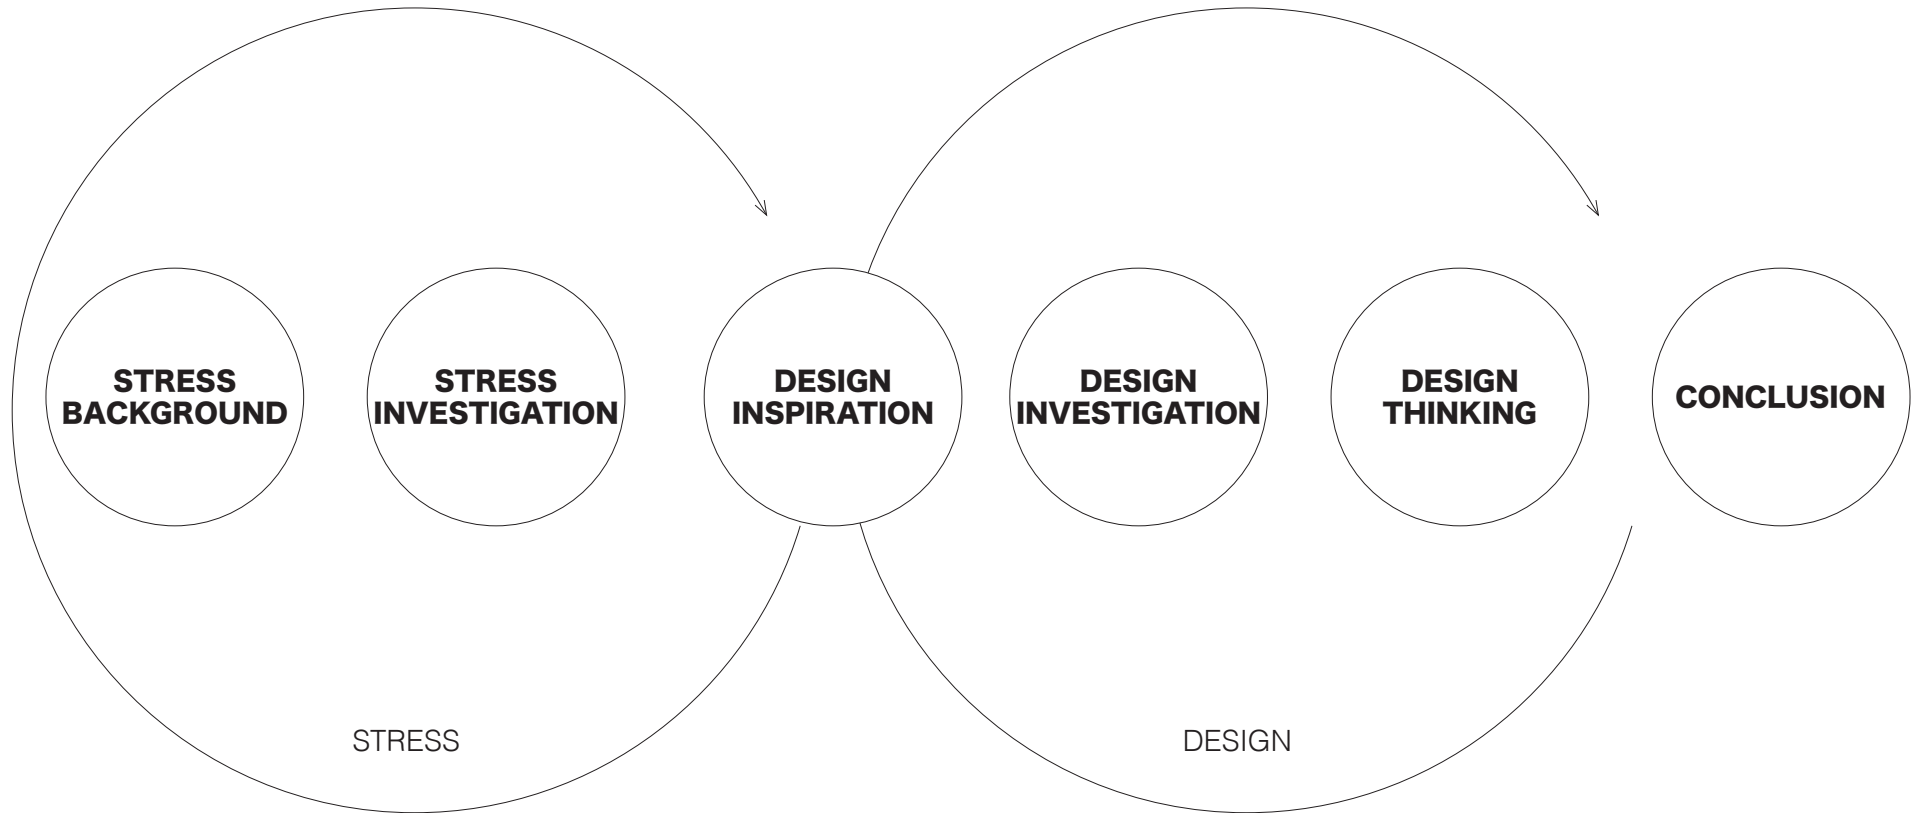 STRESS
BACKGROUND
STRESS
INVESTIGATION
DESIGN
INSPIRATION
DESIGN
INVESTIGATION
DESIGN
THINKING
CONCLUSION
STRESS
DESIGN